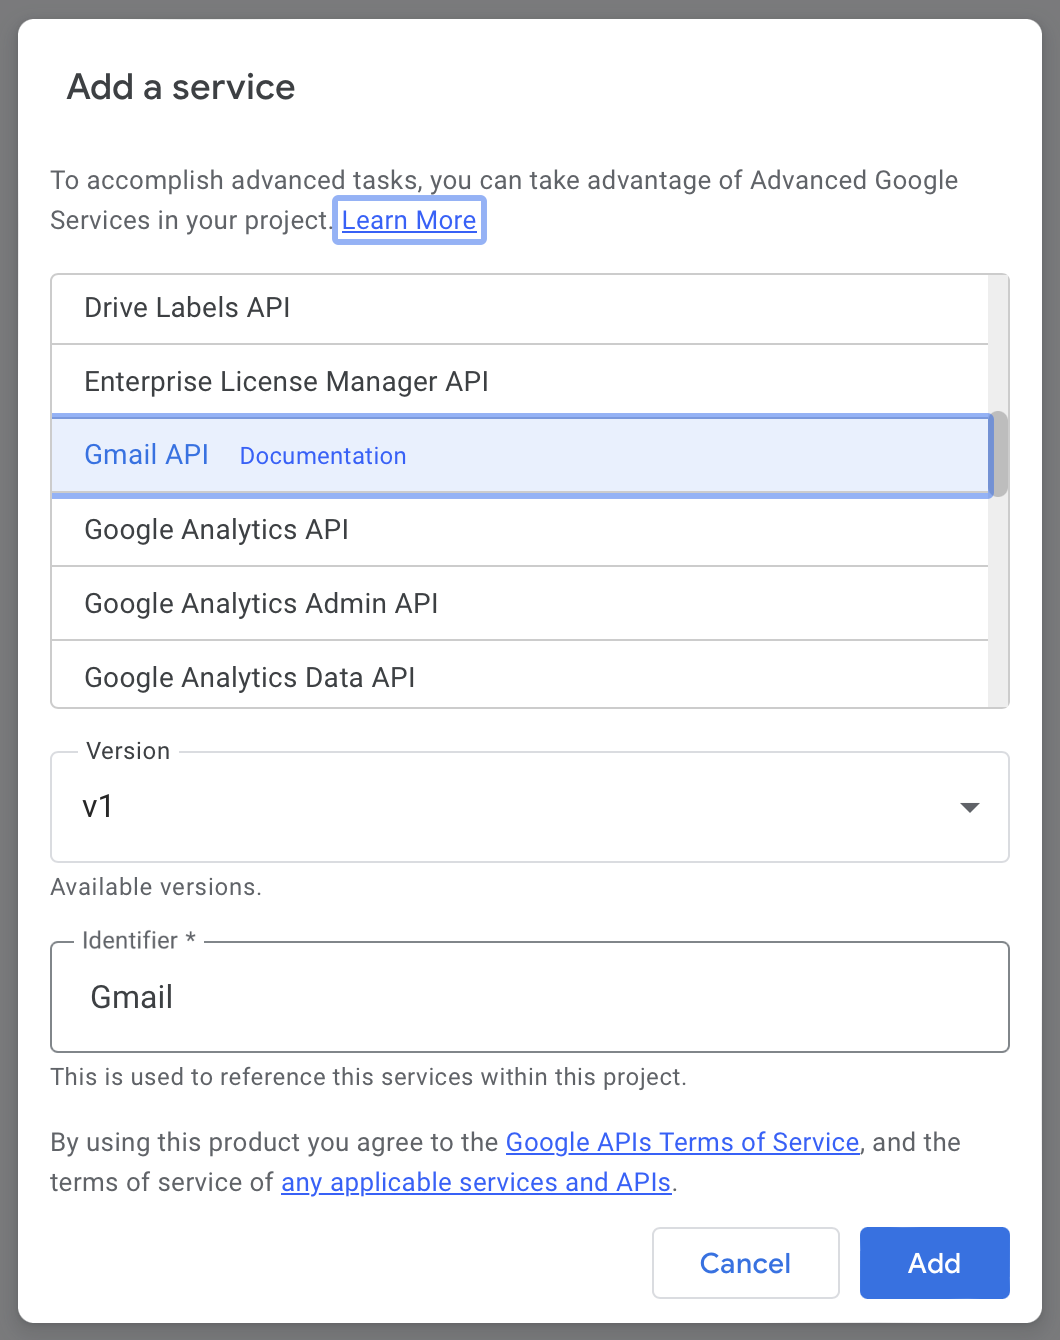 Add a service
To accomplish advanced tasks, you can take advantage of Advanced Google
Services in your project. Learn More
Drive Labels API
Enterprise License Manager API
Gmail API Documentation
Google Analytics API
Google Analytics Admin API
Google Analytics Data API
Version
v1
Available versions.
Identifier *
Gmail
This is used to reference this services within this project.
By using this product you agree to the Google APIs Terms of Service, and the
terms of service of any applicable services and APIs.
Cancel Add